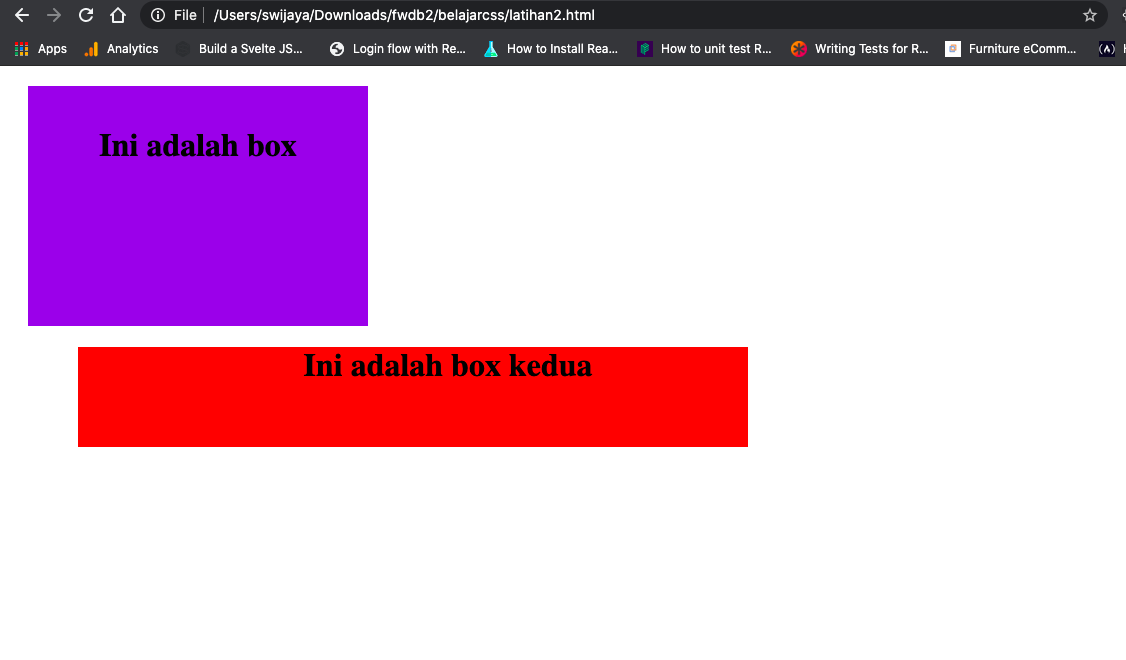 File /Users/swijaya/Downloads/fwdb2/belajarcss/latihan2.html
Apps Analytics Build a Svelte JS... Login flow with Re... How to Install Rea... How to unit test R... Writing Tests for R... Furniture eComm...
Ini adalah box
Ini adalah box kedua